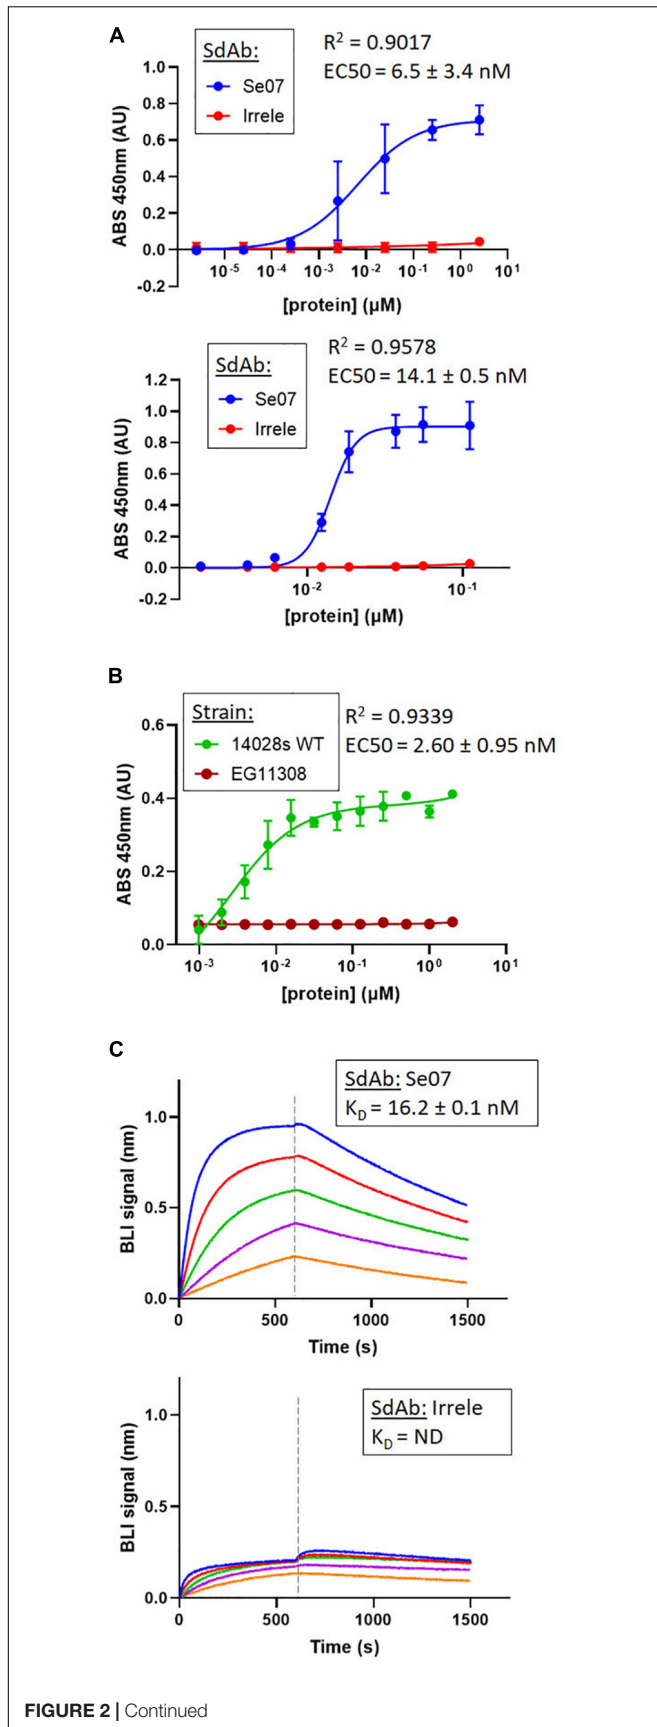 A
SdAb:
Se07
Irrele
R² = 0.9017
EC50 = 6.5 ± 3.4 nM
ABS 450nm (AU)
1.0
0.8
0.6
0.4
0.2
0.0
-0.2
10⁻⁵ 10⁻⁴ 10⁻³ 10⁻² 10⁻¹ 10⁰ 10¹
[protein] (µM)
SdAb:
Se07
Irrele
R² = 0.9578
EC50 = 14.1 ± 0.5 nM
ABS 450nm (AU)
1.2
1.0
0.8
0.6
0.4
0.2
0.0
-0.2
10⁻² 10⁻¹
[protein] (µM)
B
Strain:
14028s WT
EG11308
R² = 0.9339
EC50 = 2.60 ± 0.95 nM
ABS 450nm (AU)
0.6
0.4
0.2
0.0
10⁻³ 10⁻² 10⁻¹ 10⁰ 10¹
[protein] (µM)
C
SdAb: Se07
K_D = 16.2 ± 0.1 nM
BLI signal (nm)
1.0
0.5
0.0
0 500 1000 1500
Time (s)
SdAb: Irrele
K_D = ND
BLI signal (nm)
1.0
0.5
0.0
0 500 1000 1500
Time (s)
FIGURE 2 | Continued